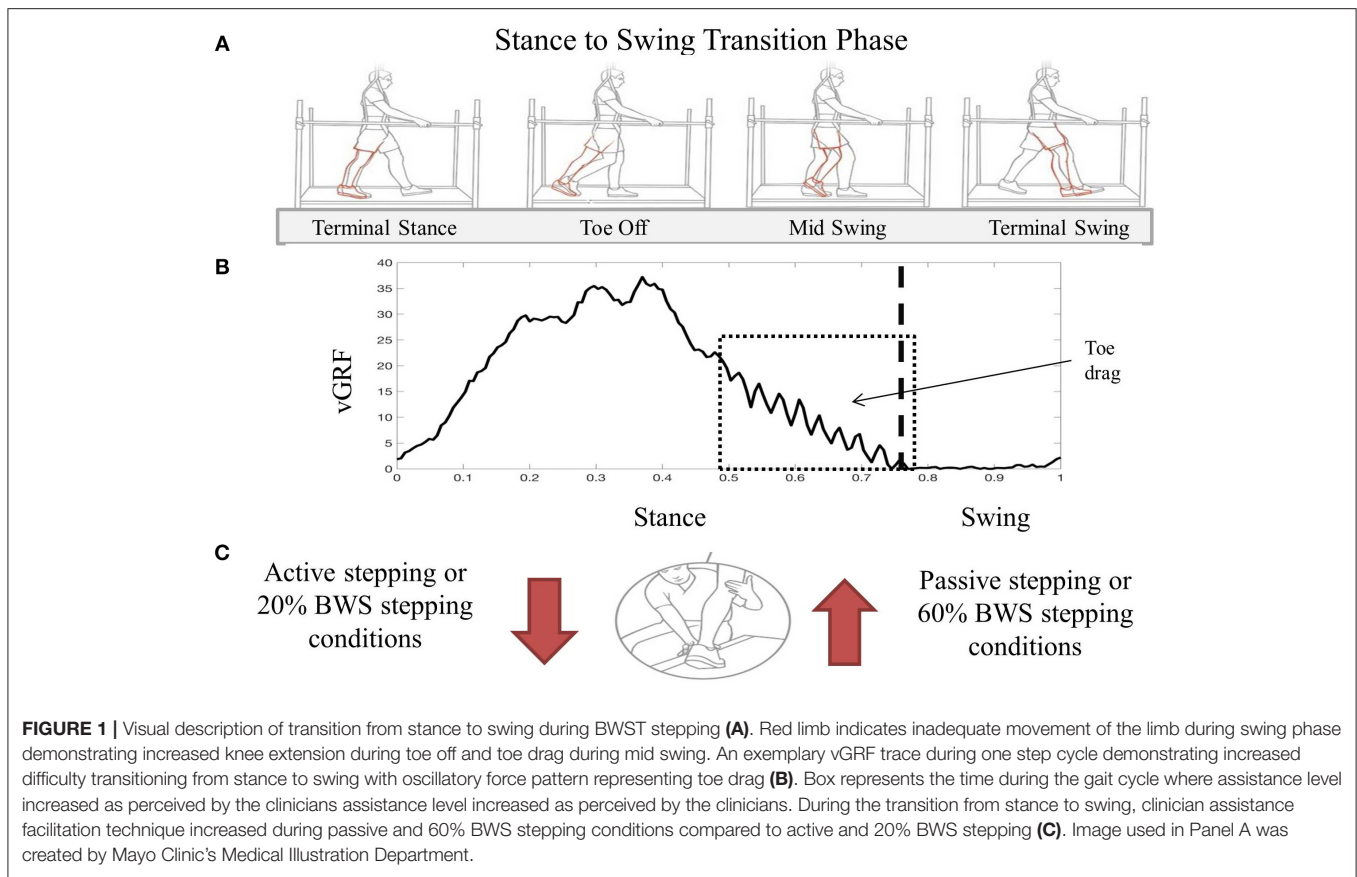 A
Stance to Swing Transition Phase
Terminal Stance
Toe Off
Mid Swing
Terminal Swing
B
40
35
30
25
20
15
10
5
0
vGRF
0
0.1
0.2
0.3
0.4
0.5
0.6
0.7
0.8
0.9
1
Toe
drag
Stance
Swing
C
Active stepping or
20% BWS stepping
conditions
Passive stepping or
60% BWS stepping
conditions
FIGURE 1 | Visual description of transition from stance to swing during BWST stepping (A). Red limb indicates inadequate movement of the limb during swing phase
demonstrating increased knee extension during toe off and toe drag during mid swing. An exemplary vGRF trace during one step cycle demonstrating increased
difficulty transitioning from stance to swing with oscillatory force pattern representing toe drag (B). Box represents the time during the gait cycle where assistance level
increased as perceived by the clinicians assistance level increased as perceived by the clinicians. During the transition from stance to swing, clinician assistance
facilitation technique increased during passive and 60% BWS stepping conditions compared to active and 20% BWS stepping (C). Image used in Panel A was
created by Mayo Clinic's Medical Illustration Department.